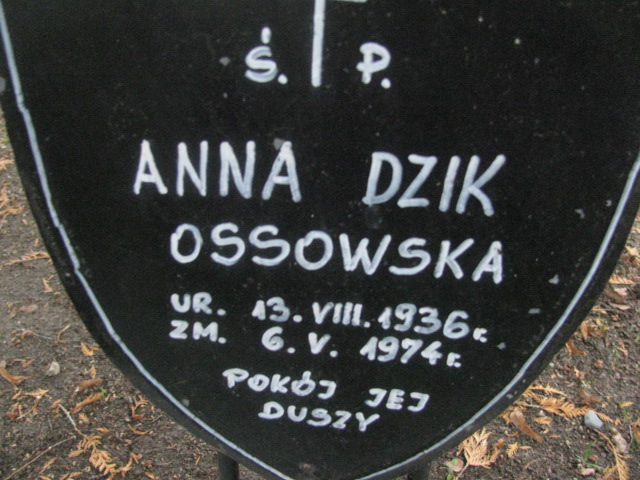 Ś. P.
ANNA DZIK
OSSOWSKA
UR. 13. VIII. 1936 r.
ZM. 6. V. 1974 r.
POKÓJ JEJ
DUSZY